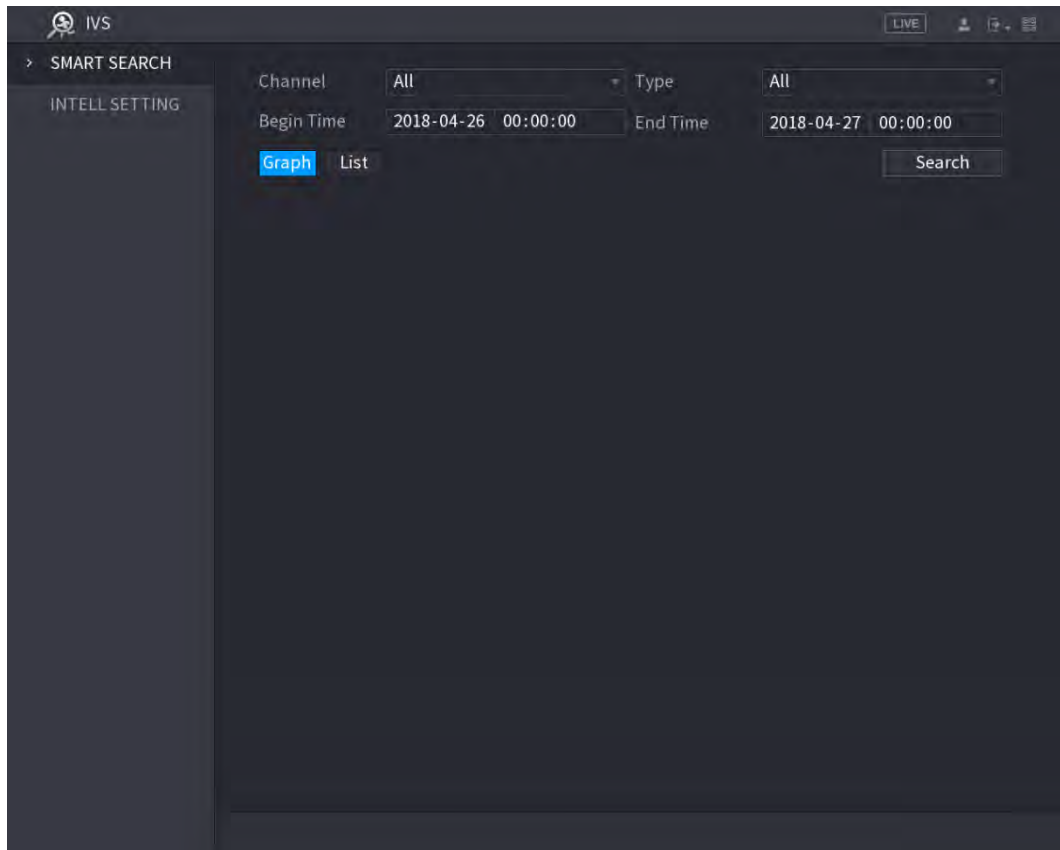 IVS LIVE
SMART SEARCH
INTELL SETTING
Channel All Type All
Begin Time 2018-04-26 00:00:00 End Time 2018-04-27 00:00:00
Graph List Search